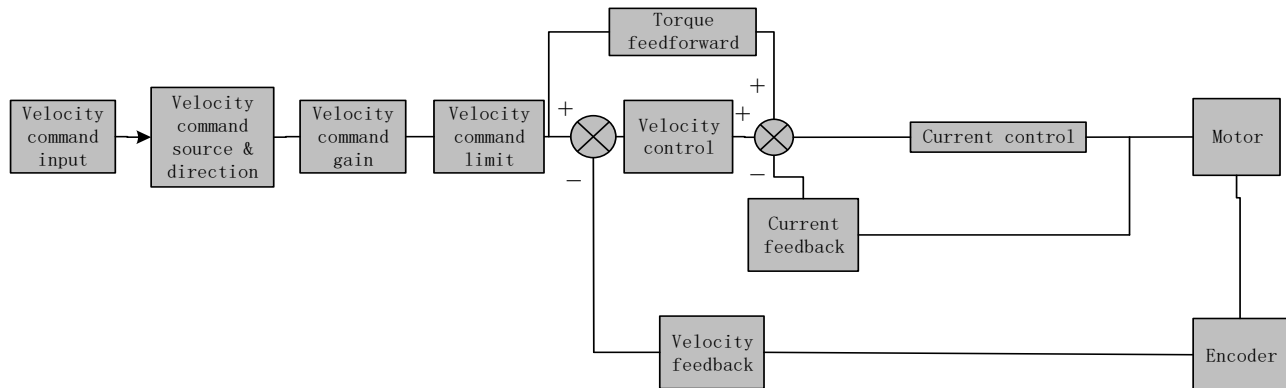 Torque
feedforward
Velocity
command
input
Velocity
command
source &
direction
Velocity
command
gain
Velocity
command
limit
+
−
Velocity
control
+
+
−
Current control
Motor
Current
feedback
Velocity
feedback
Encoder